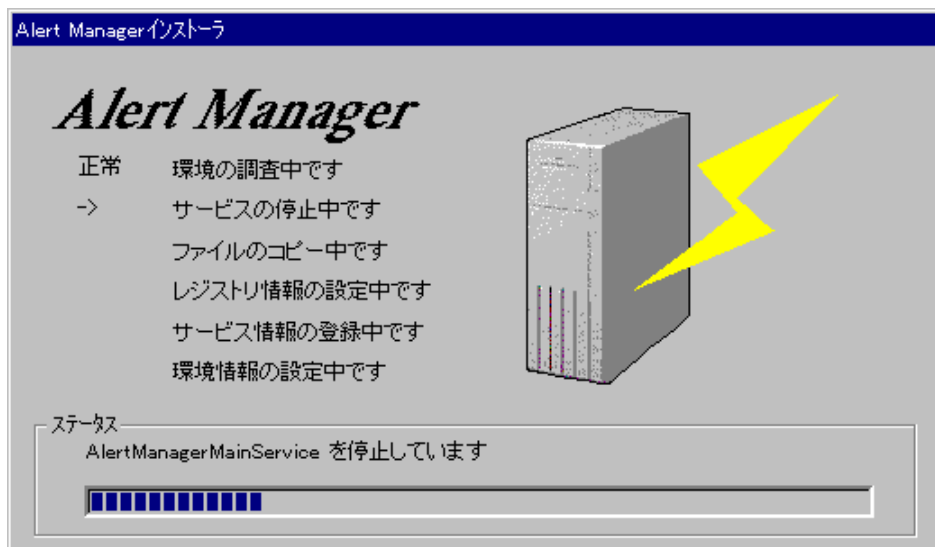 Alert Managerインストーラ
Alert Manager
正常 環境の調査中です
-> サービスの停止中です
ファイルのコピー中です
レジストリ情報の設定中です
サービス情報の登録中です
環境情報の設定中です
ステータス
AlertManagerMainService を停止しています